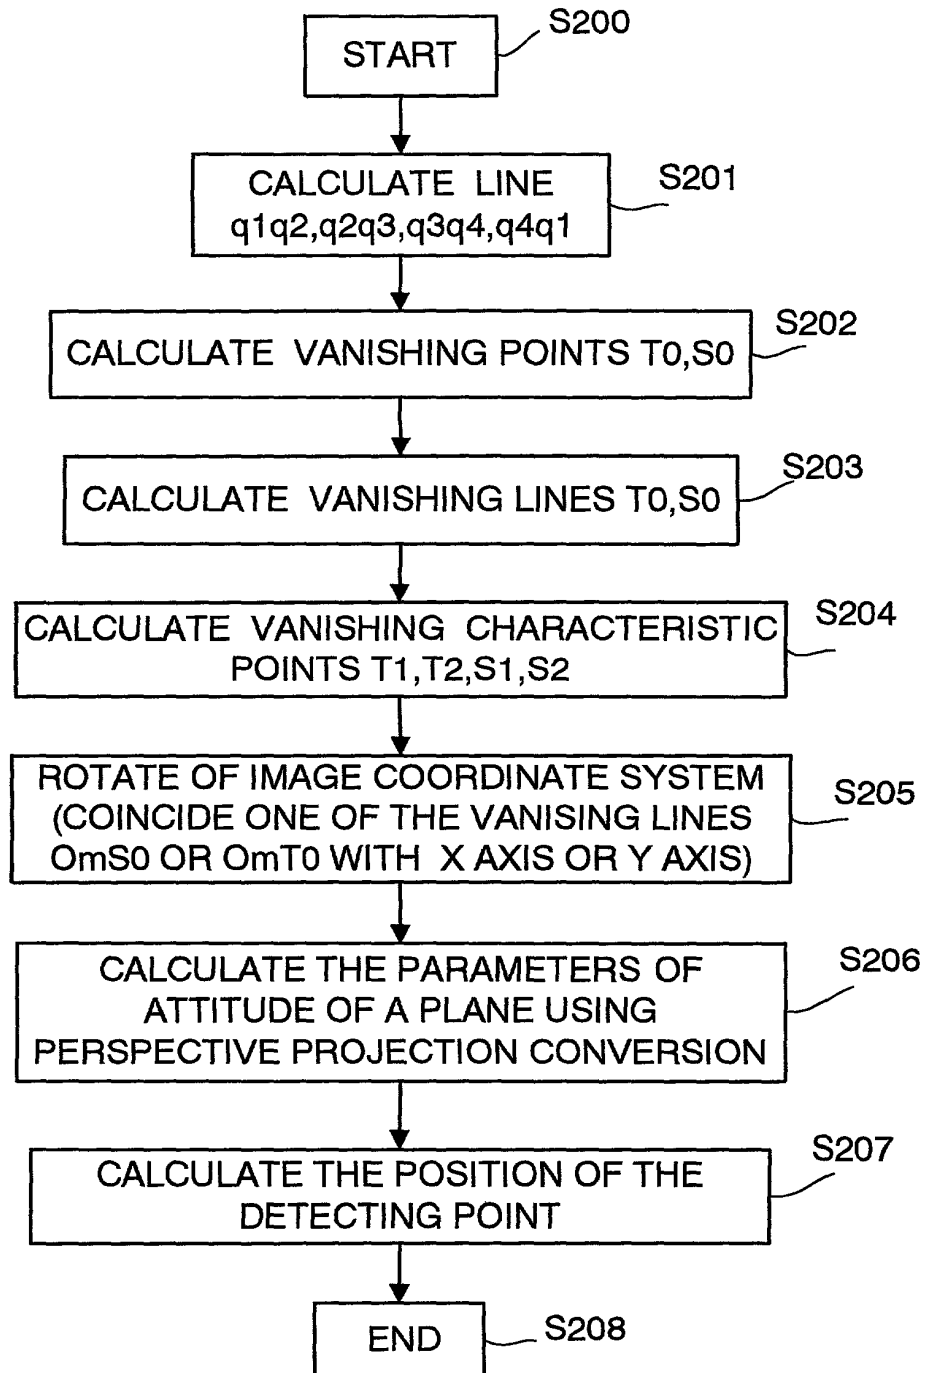 START
S200
CALCULATE LINE
q1q2,q2q3,q3q4,q4q1
S201
CALCULATE VANISHING POINTS T0,S0
S202
CALCULATE VANISHING LINES T0,S0
S203
CALCULATE VANISHING CHARACTERISTIC
POINTS T1,T2,S1,S2
S204
ROTATE OF IMAGE COORDINATE SYSTEM
(COINCIDE ONE OF THE VANISING LINES
OmS0 OR OmT0 WITH X AXIS OR Y AXIS)
S205
CALCULATE THE PARAMETERS OF
ATTITUDE OF A PLANE USING
PERSPECTIVE PROJECTION CONVERSION
S206
CALCULATE THE POSITION OF THE
DETECTING POINT
S207
END
S208